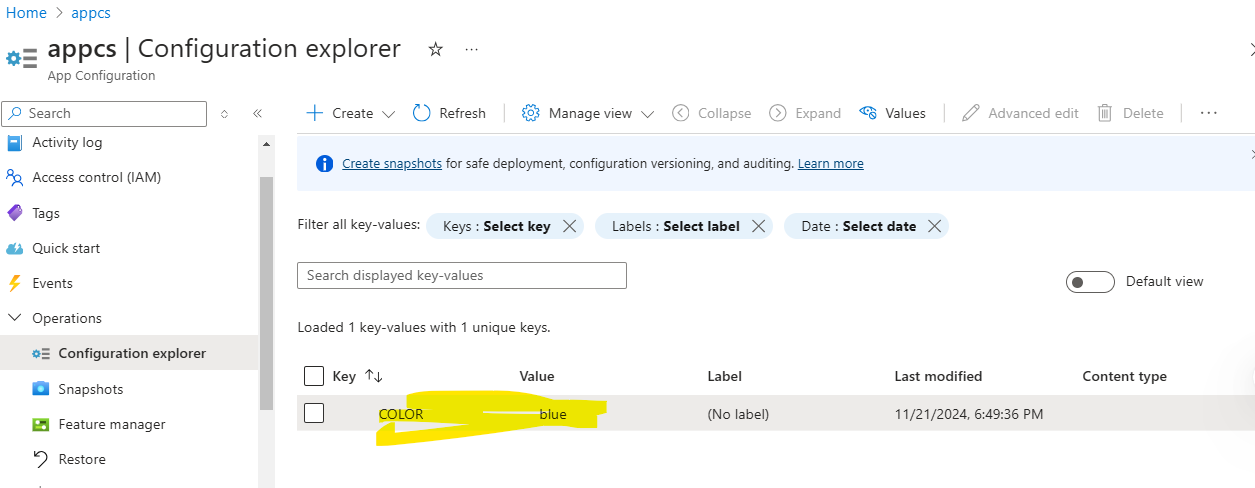 Home > appcs
appcs | Configuration explorer ☆ ...
App Configuration
Search
Activity log
Access control (IAM)
Tags
Quick start
Events
Operations
Configuration explorer
Snapshots
Feature manager
Restore
Create Refresh Manage view Collapse Expand Values Advanced edit Delete ...
Create snapshots for safe deployment, configuration versioning, and auditing. Learn more
Filter all key-values: Keys : Select key Labels : Select label Date : Select date
Search displayed key-values
Default view
Loaded 1 key-values with 1 unique keys.
Key Value Label Last modified Content type
COLOR blue (No label) 11/21/2024, 6:49:36 PM